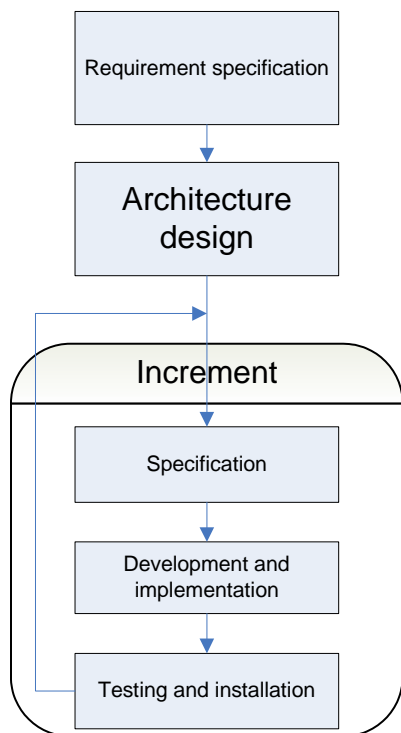 Requirement specification
Architecture
design
Increment
Specification
Development and
implementation
Testing and installation